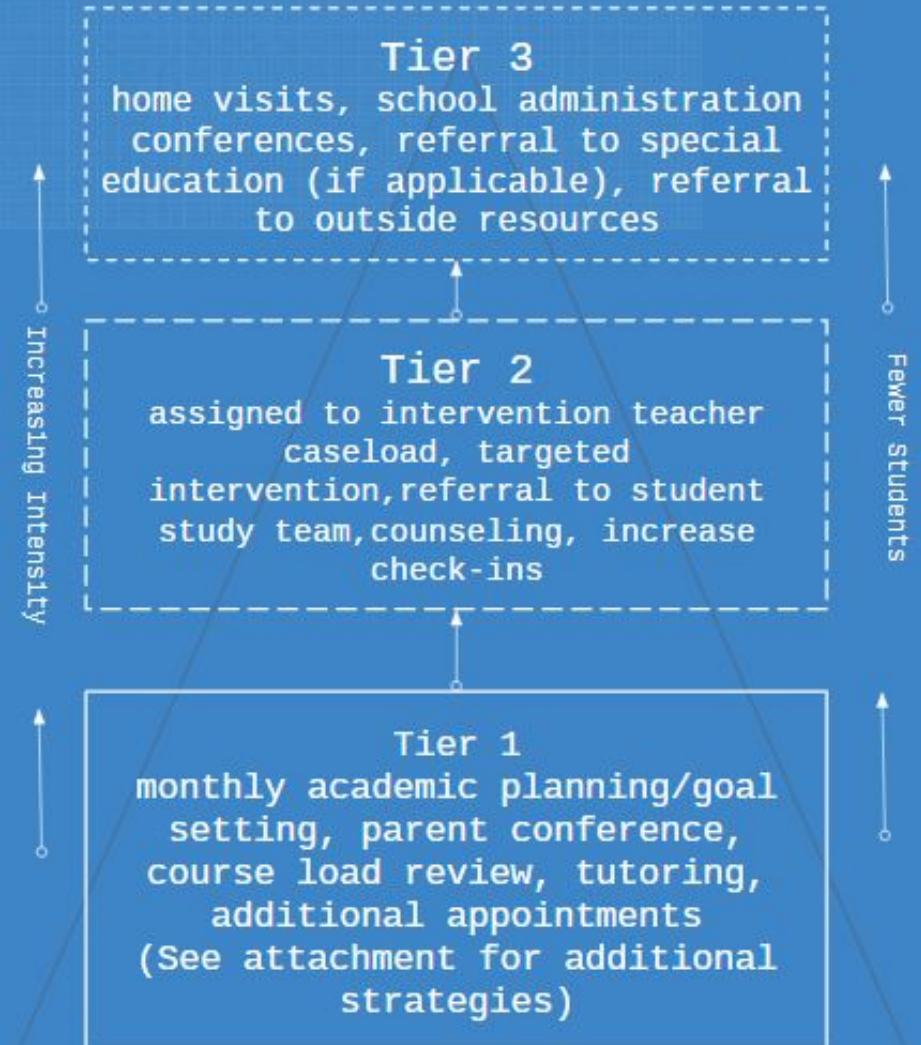 Tier 3
home visits, school administration
conferences, referral to special
education (if applicable), referral
to outside resources
Increasing Intensity
Fewer Students
Tier 2
assigned to intervention teacher
caseload, targeted
intervention,referral to student
study team,counseling, increase
check-ins
Tier 1
monthly academic planning/goal
setting, parent conference,
course load review, tutoring,
additional appointments
(See attachment for additional
strategies)